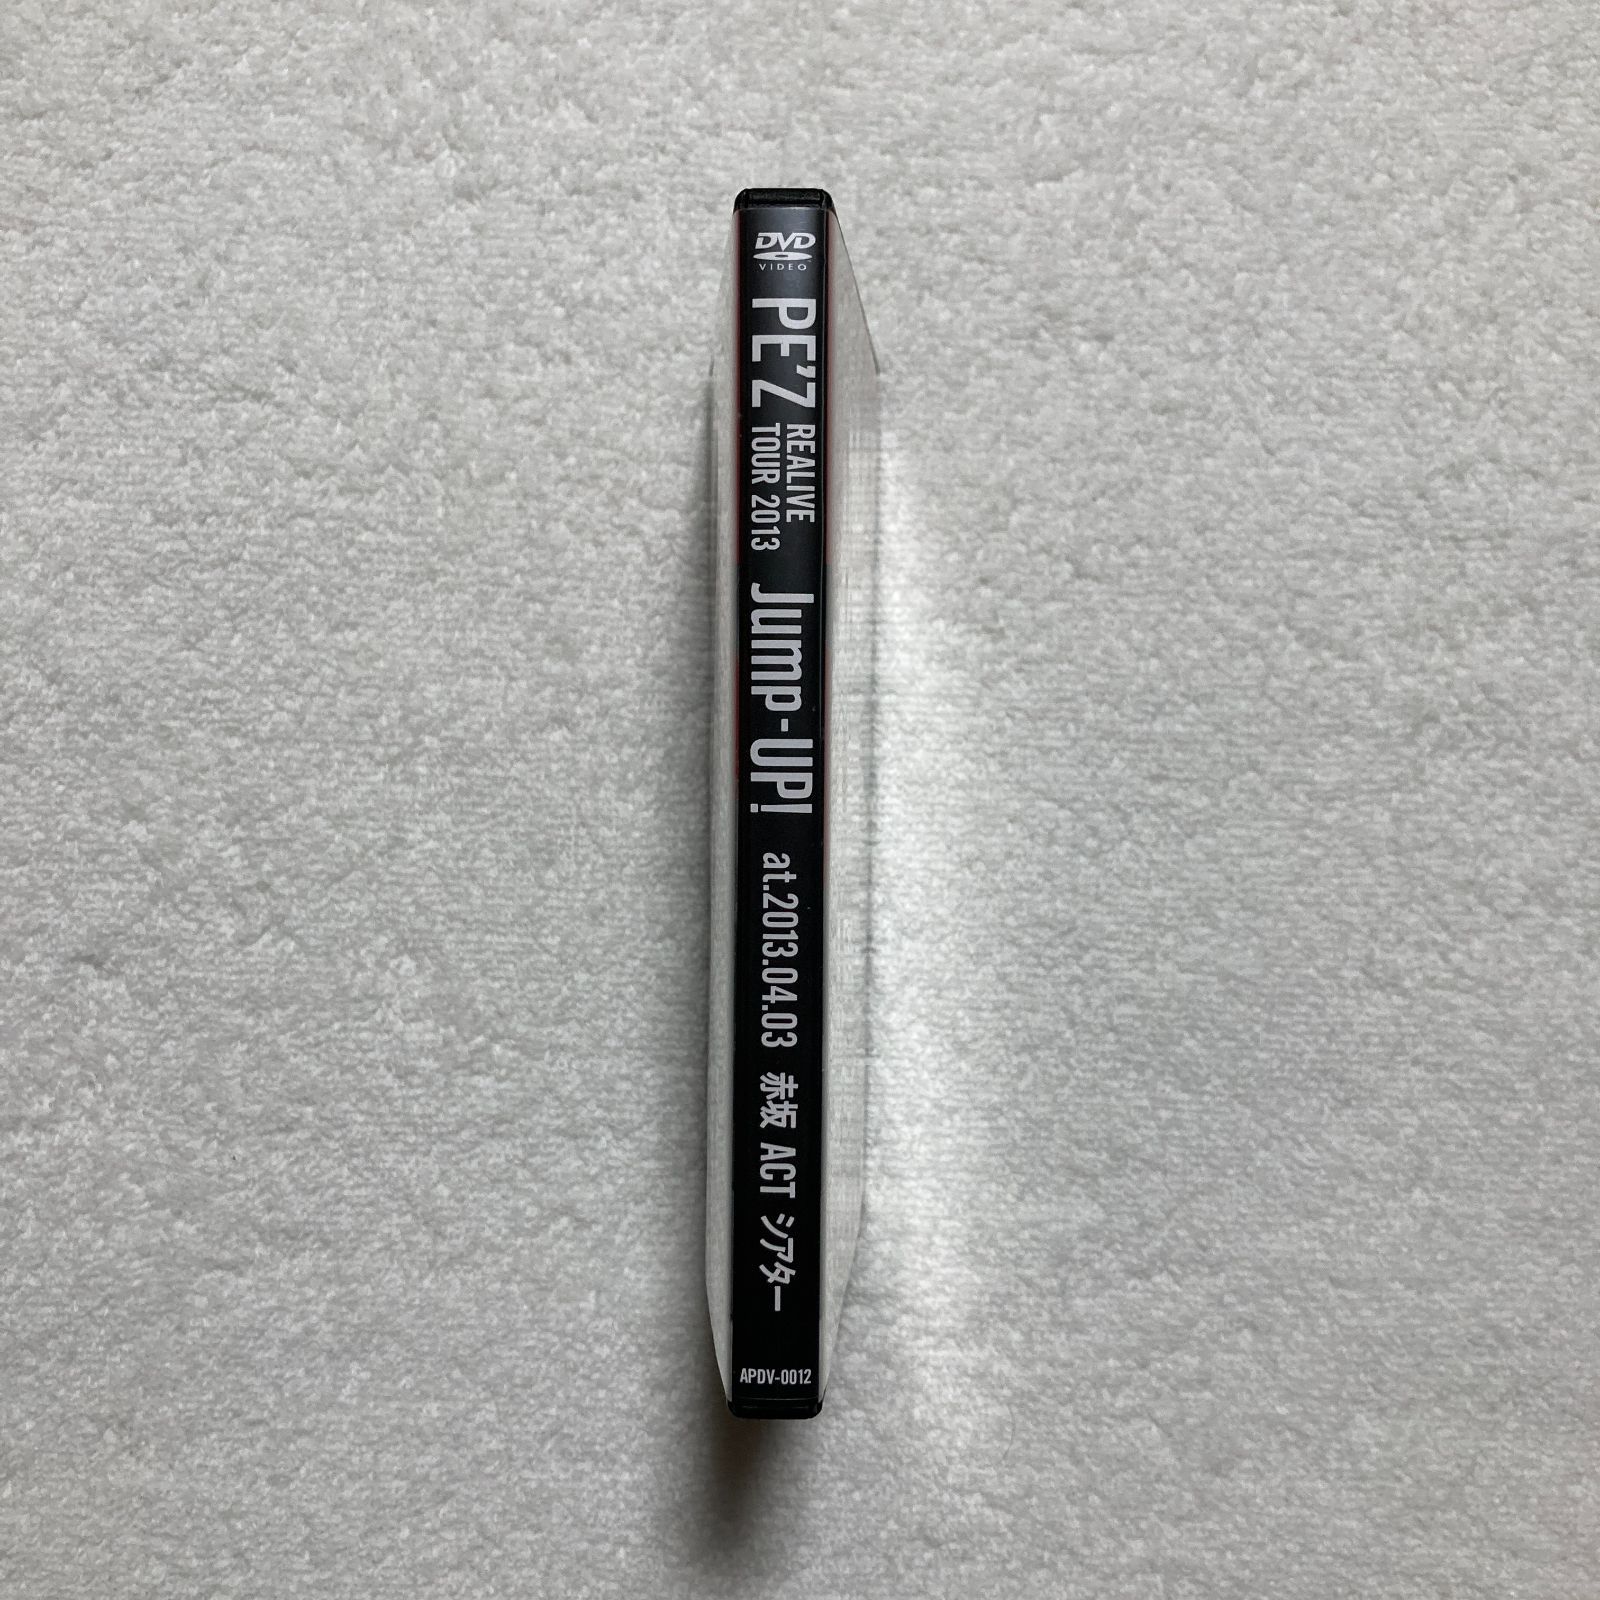 DVD
VIDEO
PE'Z
REALIVE
TOUR 2013
Jump-UP!
at.2013.04.03 赤坂 ACT シアター
APDV-0012